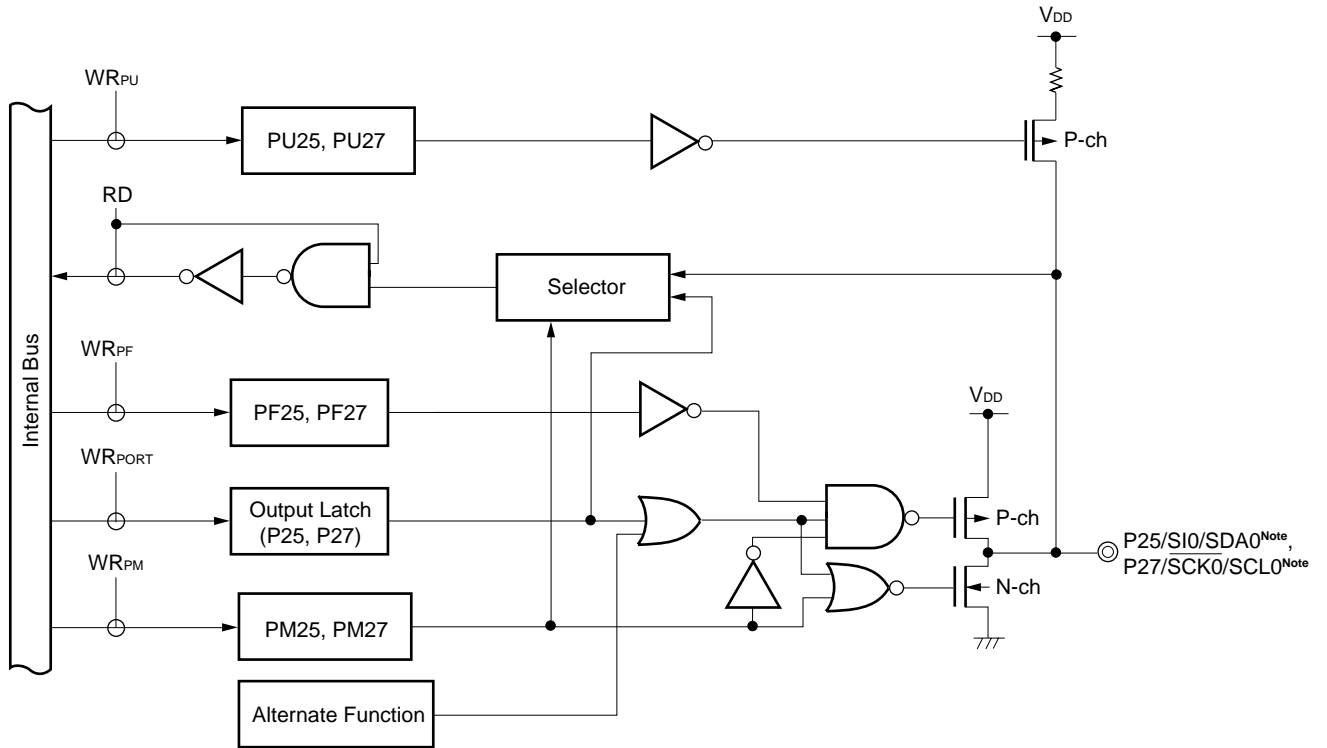 VDD
WRPU
PU25, PU27
P-ch
RD
Selector
Internal Bus
WRPF
PF25, PF27
VDD
WRPORT
Output Latch
(P25, P27)
P-ch
P25/SI0/SDA0Note,
P27/SCK0/SCL0Note
N-ch
WRPM
PM25, PM27
Alternate Function